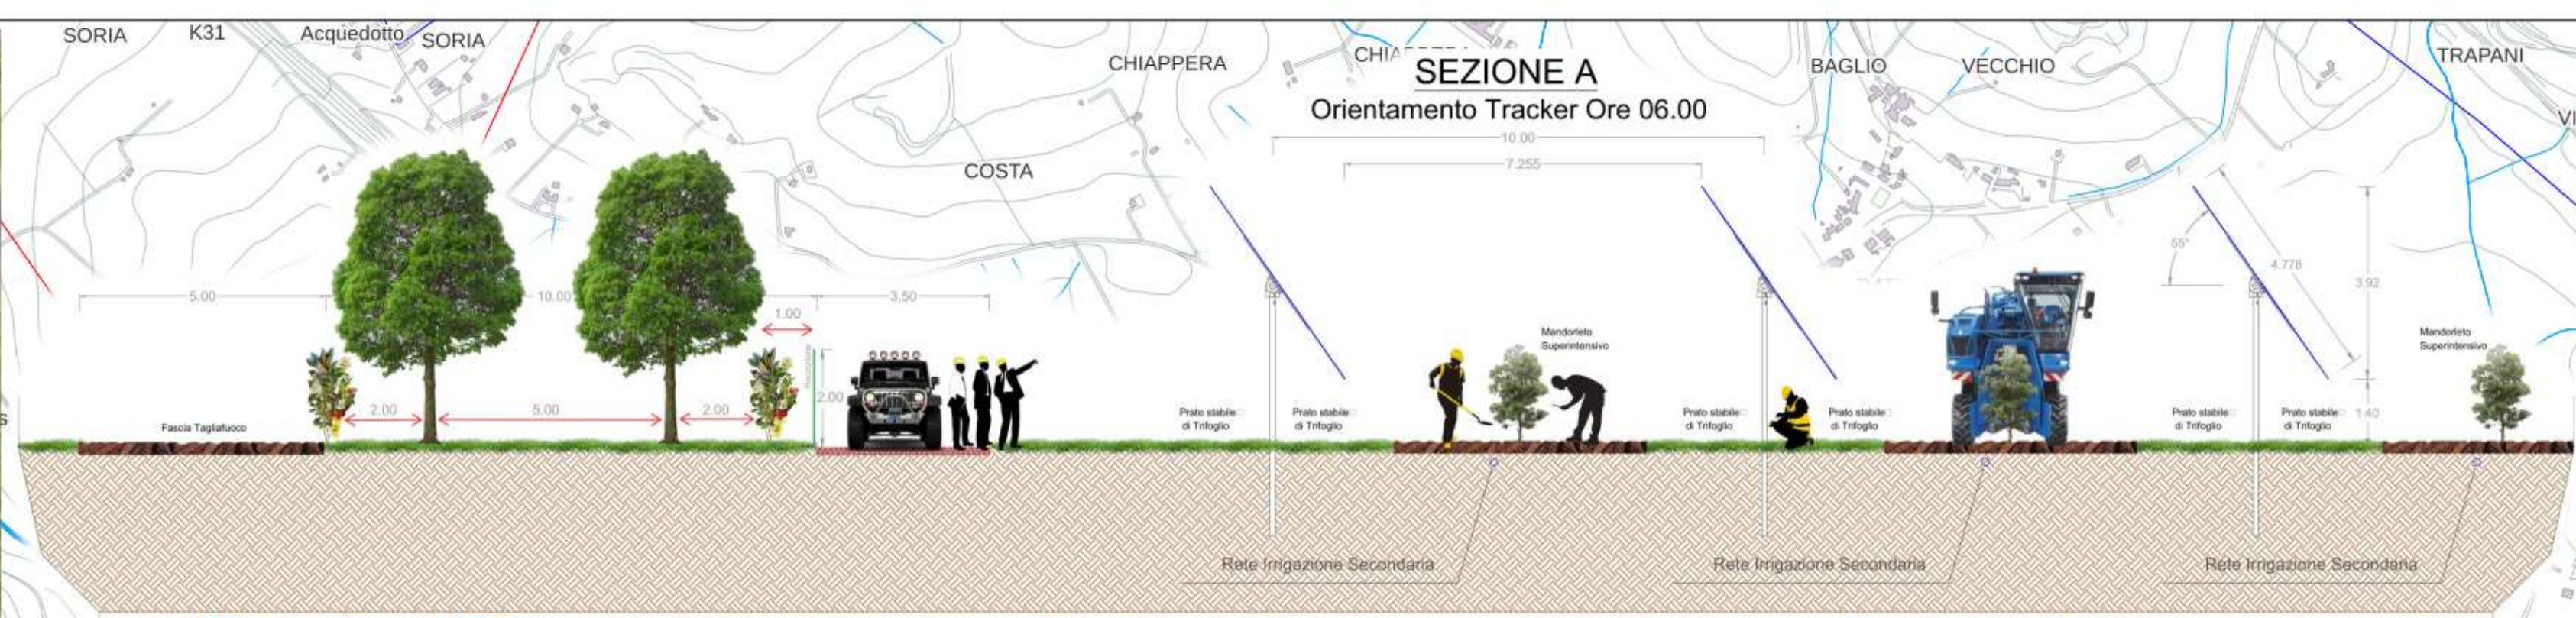 SORIA
K31
Acquedotto
SORIA
CHIAPPERA
SEZIONE A
BAGLIO
VECCHIO
TRAPANI
Orientamento Tracker Ore 06.00
10.00
7.255
COSTA
5.00
10.00
3.50
1.00
Recinzione
2.00
2.00
5.00
2.00
Fascia Tagliafuoco
55°
4.778
3.92
1.40
Mandorleto
Superintensivo
Mandorleto
Superintensivo
Prato stabile
di Trifoglio
Prato stabile
di Trifoglio
Prato stabile
di Trifoglio
Prato stabile
di Trifoglio
Prato stabile
di Trifoglio
Prato stabile
di Trifoglio
Rete Irrigazione Secondaria
Rete Irrigazione Secondaria
Rete Irrigazione Secondaria